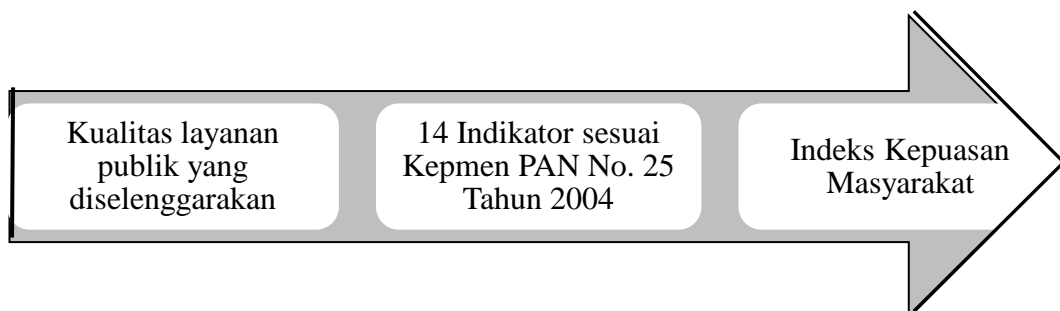 Kualitas layanan
publik yang
diselenggarakan
14 Indikator sesuai
Kepmen PAN No. 25
Tahun 2004
Indeks Kepuasan
Masyarakat